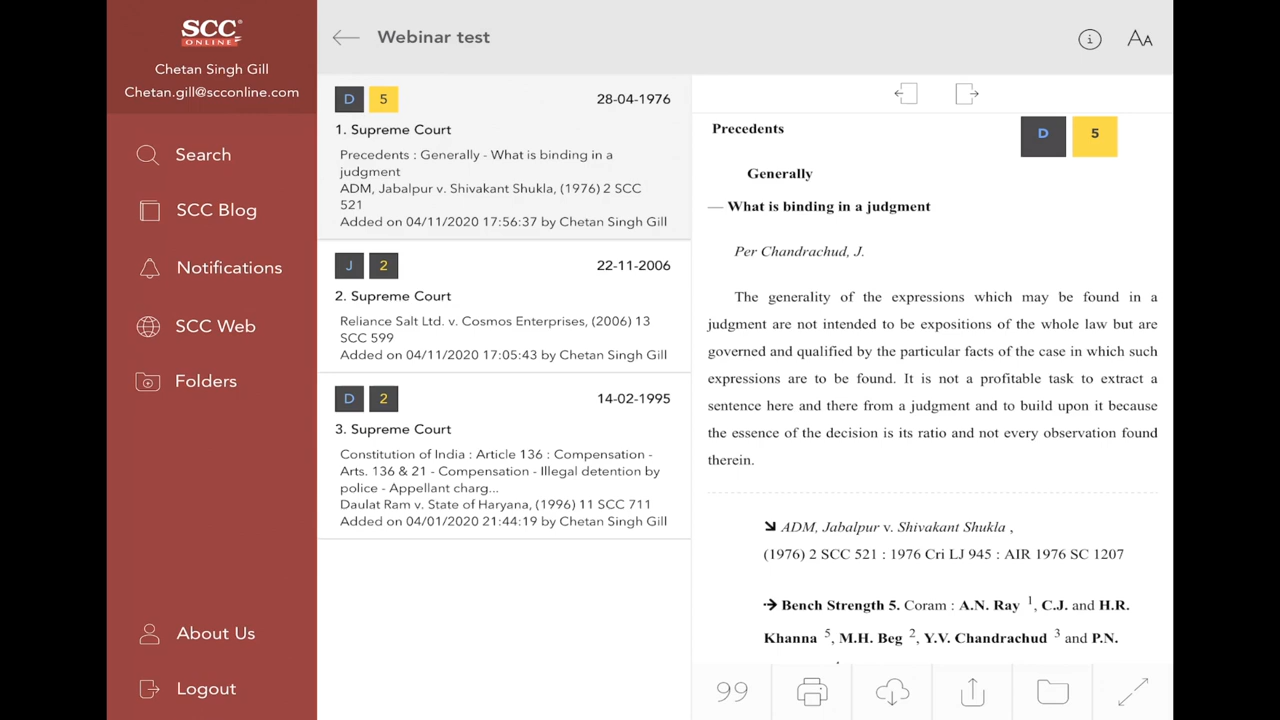 SCC®
ONLINE
Chetan Singh Gill
Chetan.gill@scconline.com
Search
SCC Blog
Notifications
SCC Web
Folders
About Us
Logout
Webinar test
i
AA
D 5 28-04-1976
1. Supreme Court
Precedents : Generally - What is binding in a
judgment
ADM, Jabalpur v. Shivakant Shukla, (1976) 2 SCC
521
Added on 04/11/2020 17:56:37 by Chetan Singh Gill
J 2 22-11-2006
2. Supreme Court
Reliance Salt Ltd. v. Cosmos Enterprises, (2006) 13
SCC 599
Added on 04/11/2020 17:05:43 by Chetan Singh Gill
D 2 14-02-1995
3. Supreme Court
Constitution of India : Article 136 : Compensation -
Arts. 136 & 21 - Compensation - Illegal detention by
police - Appellant charg...
Daulat Ram v. State of Haryana, (1996) 11 SCC 711
Added on 04/01/2020 21:44:19 by Chetan Singh Gill
Precedents
D 5
Generally
— What is binding in a judgment
Per Chandrachud, J.
The generality of the expressions which may be found in a
judgment are not intended to be expositions of the whole law but are
governed and qualified by the particular facts of the case in which such
expressions are to be found. It is not a profitable task to extract a
sentence here and there from a judgment and to build upon it because
the essence of the decision is its ratio and not every observation found
therein.
ADM, Jabalpur v. Shivakant Shukla ,
(1976) 2 SCC 521 : 1976 Cri LJ 945 : AIR 1976 SC 1207
Bench Strength 5. Coram : A.N. Ray 1, C.J. and H.R.
Khanna 5, M.H. Beg 2, Y.V. Chandrachud 3 and P.N.
99